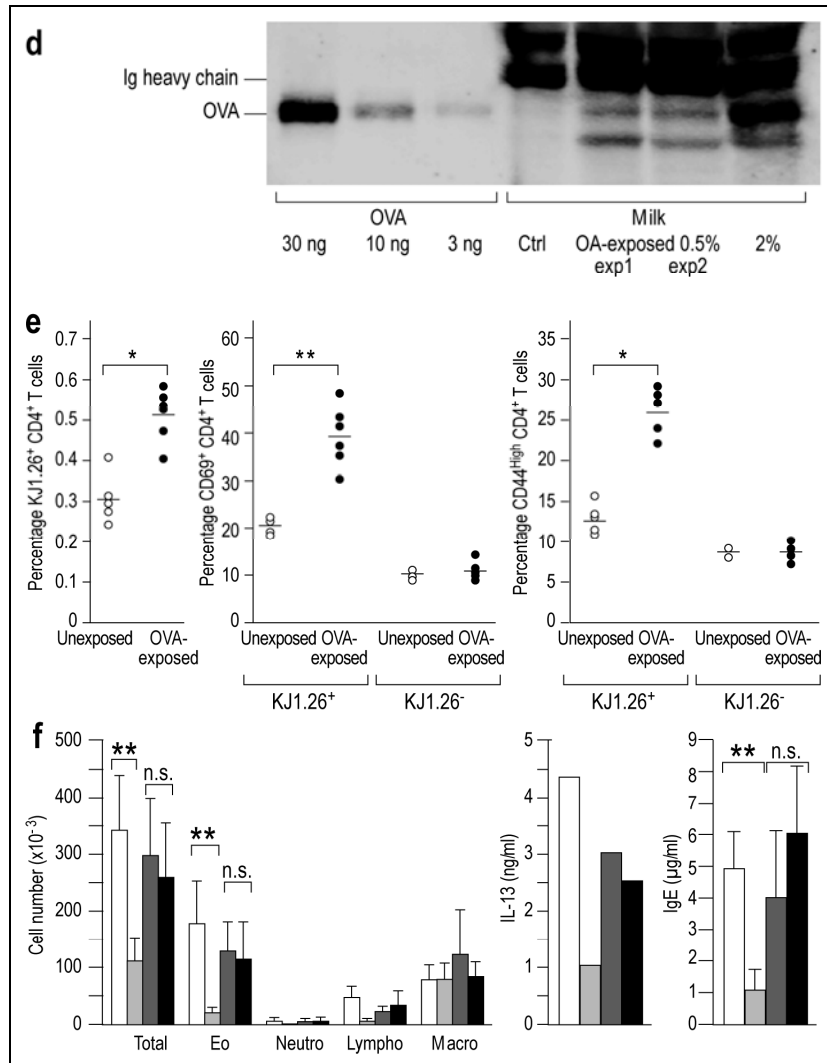 d
Ig heavy chain
OVA
OVA
Milk
30 ng 10 ng 3 ng Ctrl OA-exposed 0.5% 2%
exp1 exp2
e
Percentage KJ1.26+ CD4+ T cells
0.7
0.6
0.5
0.4
0.3
0.2
0.1
0
*
Unexposed OVA-
exposed
Percentage CD69+ CD4+ T cells
60
50
40
30
20
10
0
**
Unexposed OVA-
exposed
Unexposed OVA-
exposed
KJ1.26+ KJ1.26-
Percentage CD44High CD4+ T cells
35
30
25
20
15
10
5
0
*
Unexposed OVA-
exposed
Unexposed OVA-
exposed
KJ1.26+ KJ1.26-
f
Cell number (x10-3)
500
400
300
200
100
0
** n.s.
** n.s.
Total Eo Neutro Lympho Macro
IL-13 (ng/ml)
5
4
3
2
1
0
IgE (µg/ml)
9
8
7
6
5
4
3
2
1
0
** n.s.